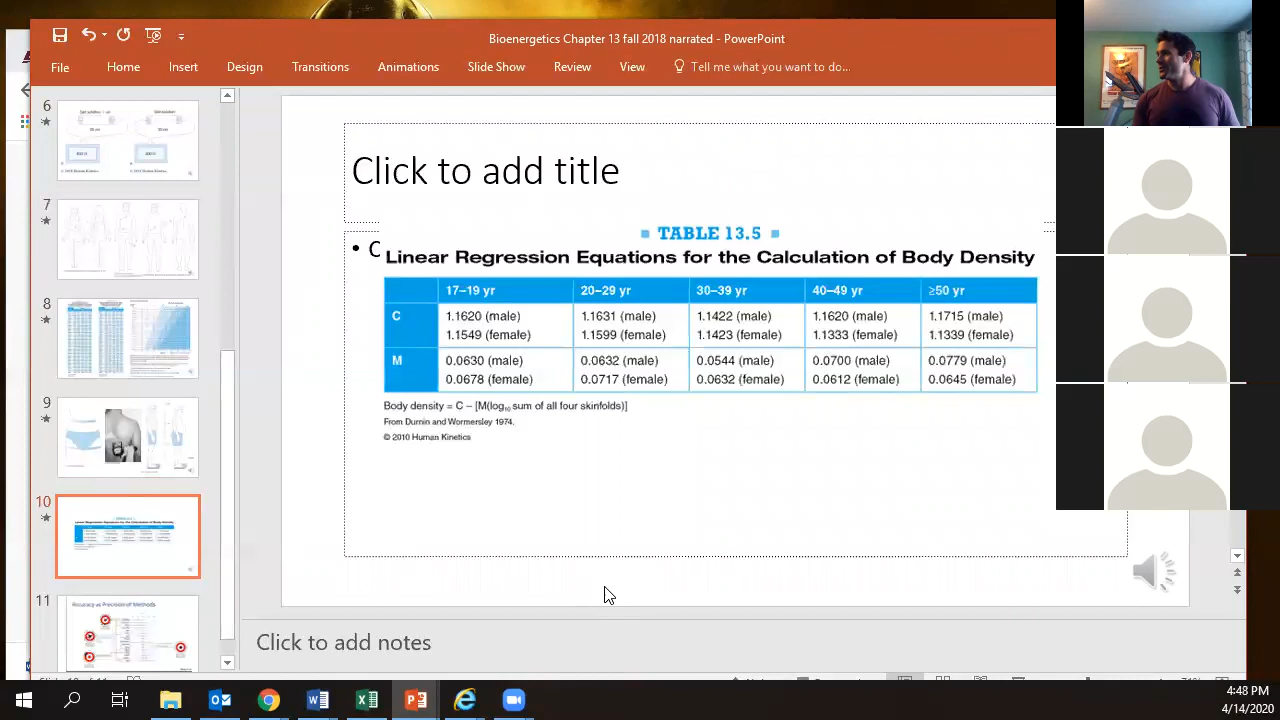 Bioenergetics Chapter 13 fall 2018 narrated - PowerPoint
File Home Insert Design Transitions Animations Slide Show Review View Tell me what you want to do...
6
7
8
9
10
11
Accuracy vs Precision of Methods
Click to add title
• C
TABLE 13.5
Linear Regression Equations for the Calculation of Body Density
17–19 yr 20–29 yr 30–39 yr 40–49 yr ≥50 yr
C 1.1620 (male) 1.1631 (male) 1.1422 (male) 1.1620 (male) 1.1715 (male)
1.1549 (female) 1.1599 (female) 1.1423 (female) 1.1333 (female) 1.1339 (female)
M 0.0630 (male) 0.0632 (male) 0.0544 (male) 0.0700 (male) 0.0779 (male)
0.0678 (female) 0.0717 (female) 0.0632 (female) 0.0612 (female) 0.0645 (female)
Body density = C – [M(log10 sum of all four skinfolds)]
From Durnin and Wormersley 1974.
© 2010 Human Kinetics
Click to add notes
4:48 PM
4/14/2020